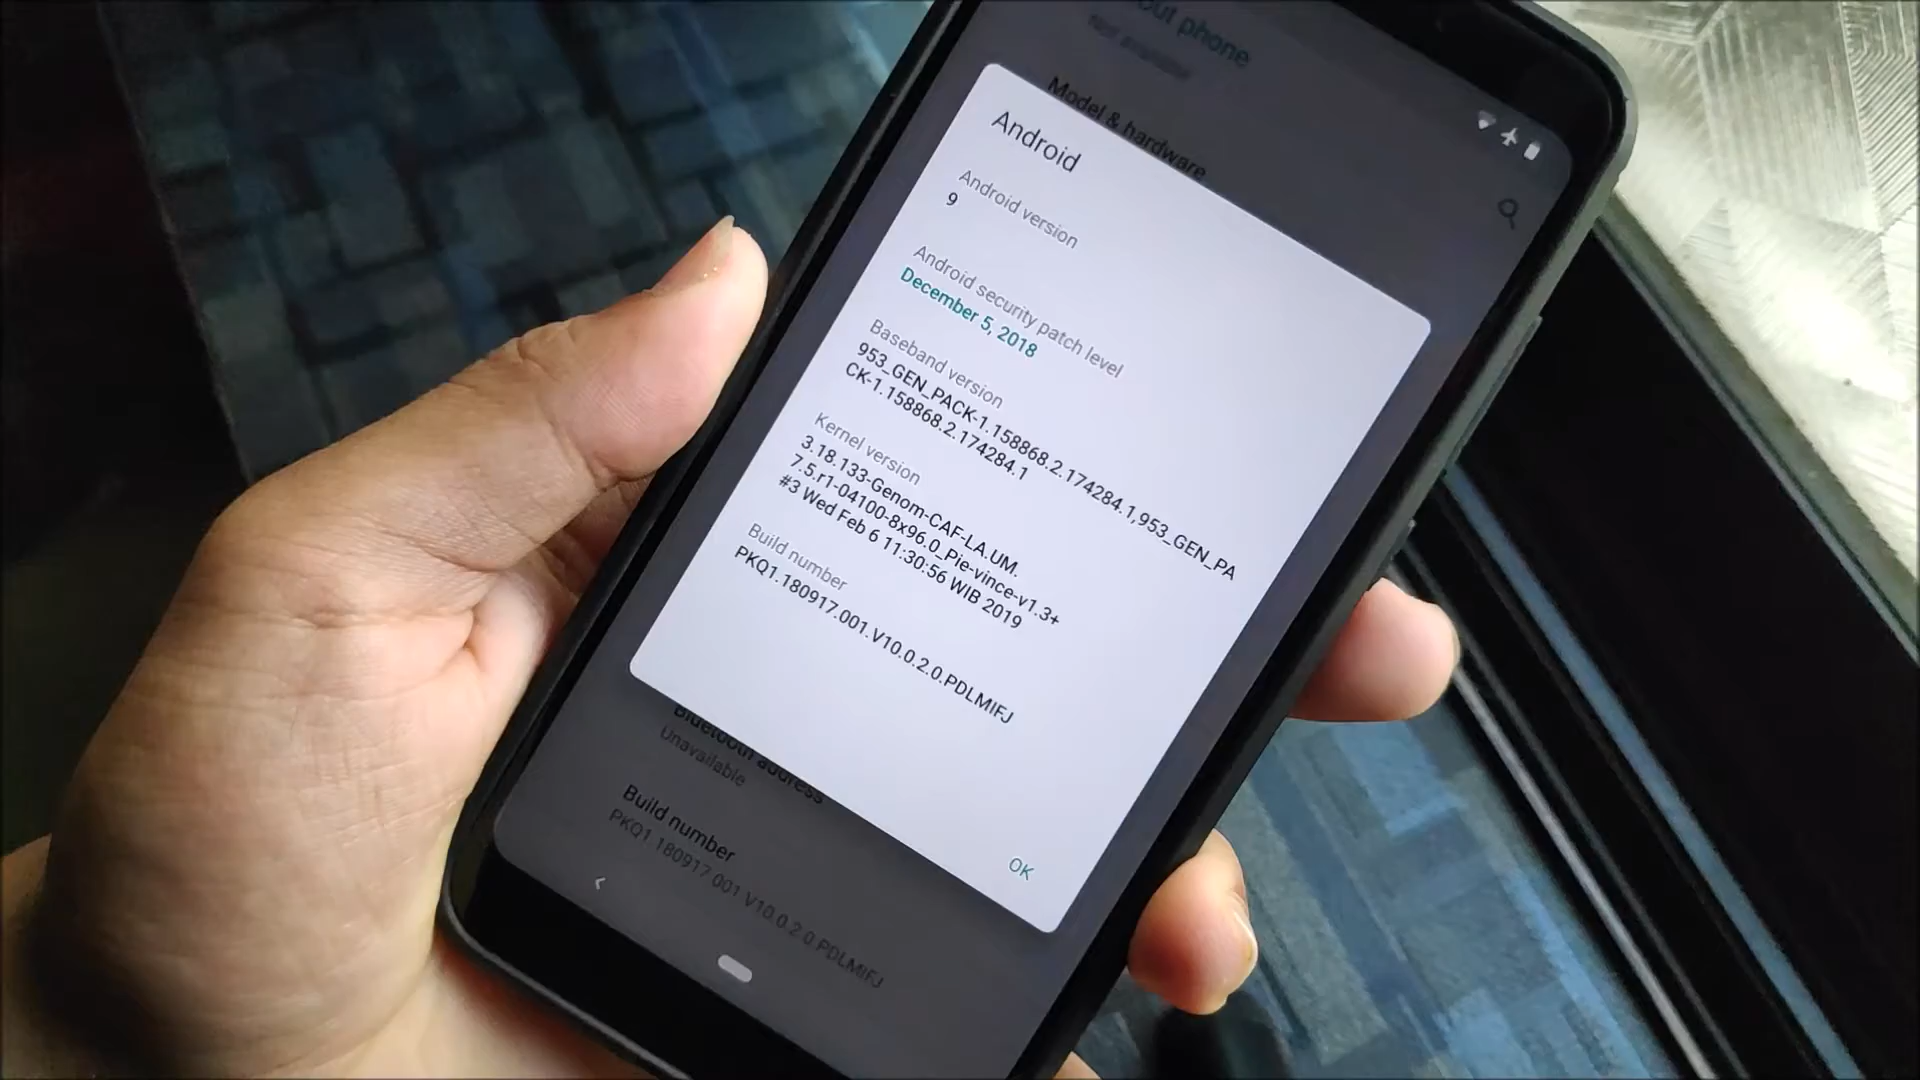 out phone
Model & hardware
Android
Android version
9
Android security patch level
December 5, 2018
Baseband version
953_GEN_PACK-1.158868.2.174284.1,953_GEN_PA
CK-1.158868.2.174284.1
Kernel version
3.18.133-Genom-CAF-LA.UM.
7.5.r1-04100-8x96.0_Pie-vince-v1.3+
#3 Wed Feb 6 11:30:56 WIB 2019
Build number
PKQ1.180917.001.V10.0.2.0.PDLMIFJ
OK
Bluetooth address
Unavailable
Build number
PKQ1.180917.001.V10.0.2.0.PDLMIFJ